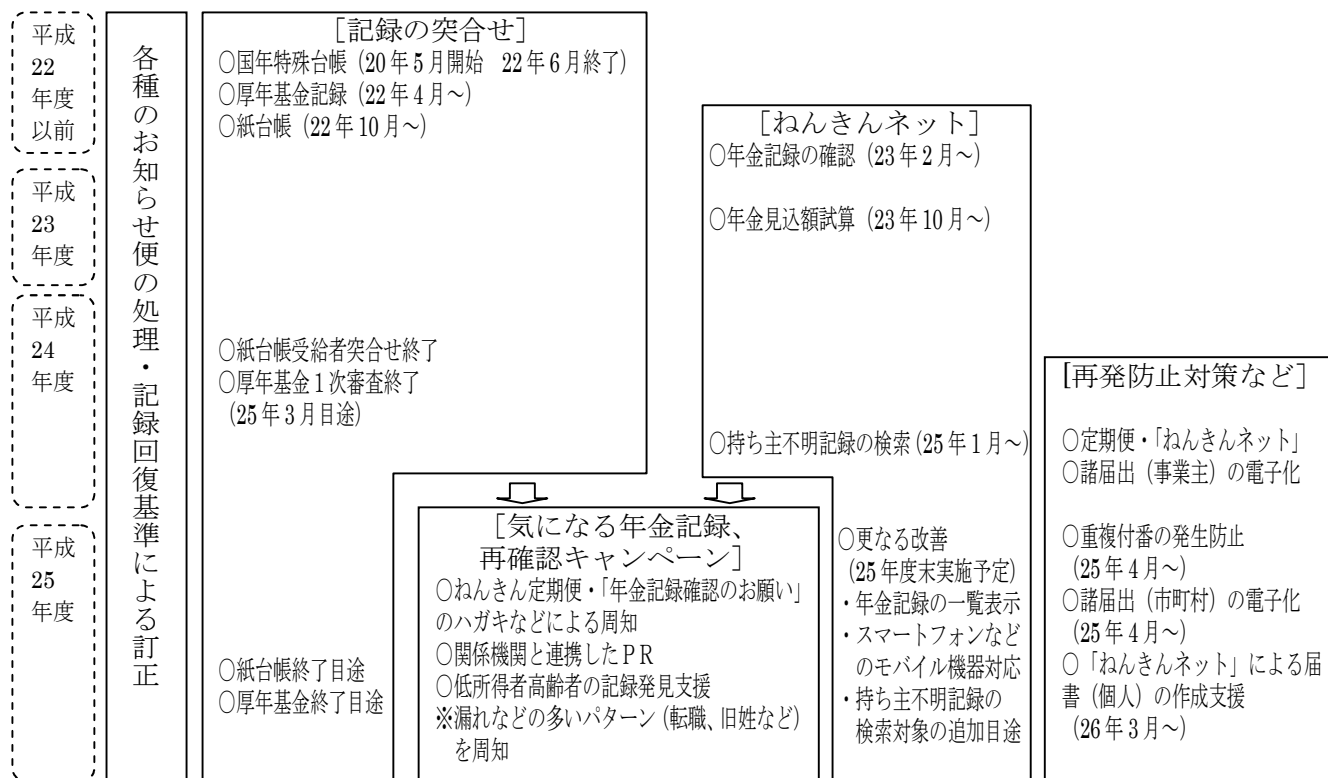 平成
22
年度
以前
平成
23
年度
平成
24
年度
平成
25
年度
各種のお知らせ便の処理・記録回復基準による訂正
［記録の突合せ］
○国年特殊台帳（20年5月開始　22年6月終了）
○厚年基金記録（22年4月～）
○紙台帳（22年10月～）
○紙台帳受給者突合せ終了
○厚年基金１次審査終了
（25年3月目途）
○紙台帳終了目途
○厚年基金終了目途
［ねんきんネット］
○年金記録の確認（23年2月～）
○年金見込額試算（23年10月～）
○持ち主不明記録の検索（25年1月～）
○更なる改善
（25年度末実施予定）
・年金記録の一覧表示
・スマートフォンなど
のモバイル機器対応
・持ち主不明記録の
検索対象の追加目途
［気になる年金記録、
再確認キャンペーン］
○ねんきん定期便・「年金記録確認のお願い」
のハガキなどによる周知
○関係機関と連携したＰＲ
○低所得者高齢者の記録発見支援
※漏れなどの多いパターン（転職、旧姓など）
を周知
［再発防止対策など］
○定期便・「ねんきんネット」
○諸届出（事業主）の電子化
○重複付番の発生防止
（25年4月～）
○諸届出（市町村）の電子化
（25年4月～）
○「ねんきんネット」による届
書（個人）の作成支援
（26年3月～）